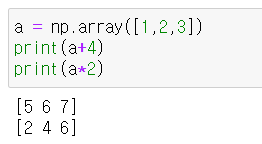 a = np.array([1,2,3])
print(a+4)
print(a*2)
[5 6 7]
[2 4 6]